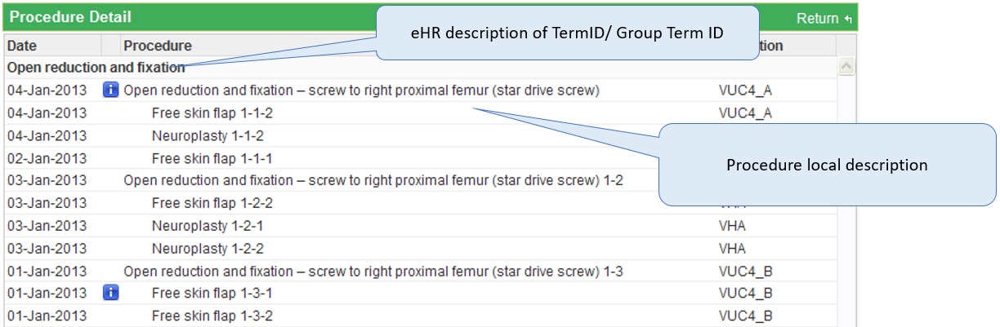 Procedure Detail Return
eHR description of TermID/ Group Term ID
Date Procedure tion
Open reduction and fixation
04-Jan-2013 i Open reduction and fixation – screw to right proximal femur (star drive screw) VUC4_A
04-Jan-2013 Free skin flap 1-1-2 VUC4_A
04-Jan-2013 Neuroplasty 1-1-2
02-Jan-2013 Free skin flap 1-1-1
Procedure local description
03-Jan-2013 Open reduction and fixation – screw to right proximal femur (star drive screw) 1-2
03-Jan-2013 Free skin flap 1-2-2
03-Jan-2013 Neuroplasty 1-2-1 VHA
03-Jan-2013 Neuroplasty 1-2-2 VHA
01-Jan-2013 Open reduction and fixation – screw to right proximal femur (star drive screw) 1-3 VUC4_B
01-Jan-2013 i Free skin flap 1-3-1 VUC4_B
01-Jan-2013 Free skin flap 1-3-2 VUC4_B